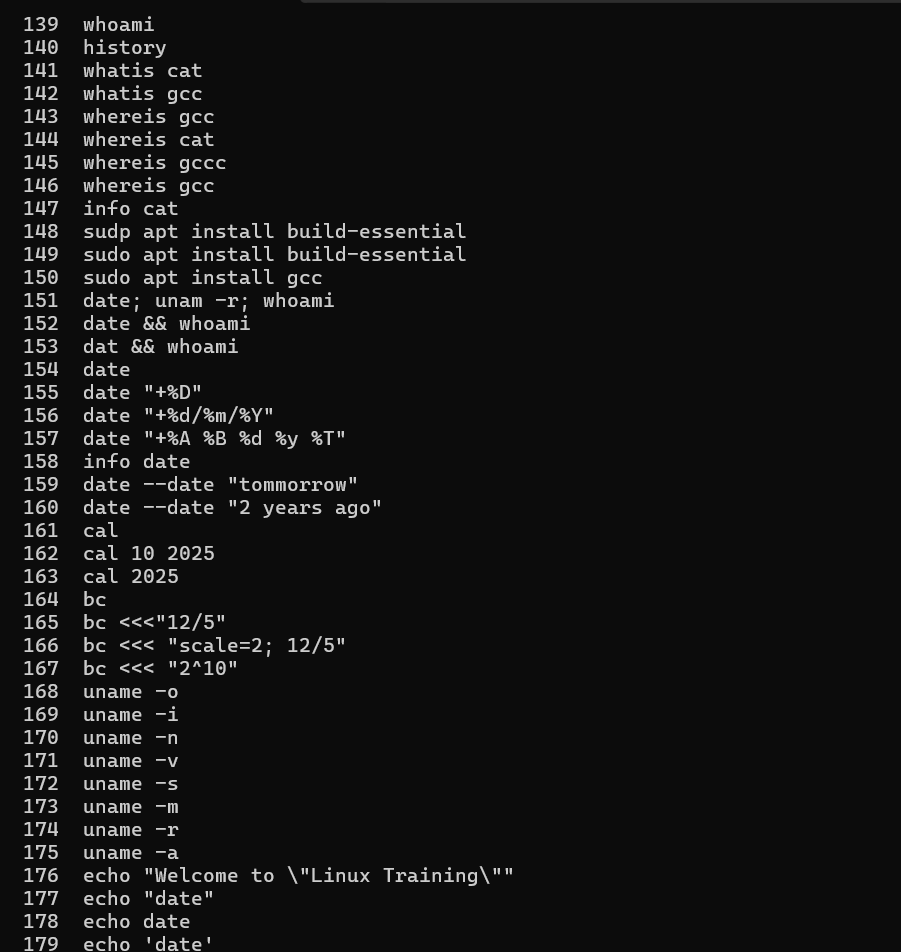 139 whoami
140 history
141 whatis cat
142 whatis gcc
143 whereis gcc
144 whereis cat
145 whereis gccc
146 whereis gcc
147 info cat
148 sudp apt install build-essential
149 sudo apt install build-essential
150 sudo apt install gcc
151 date; unam -r; whoami
152 date && whoami
153 dat && whoami
154 date
155 date "+%D"
156 date "+%d/%m/%Y"
157 date "+%A %B %d %y %T"
158 info date
159 date --date "tommorrow"
160 date --date "2 years ago"
161 cal
162 cal 10 2025
163 cal 2025
164 bc
165 bc <<<"12/5"
166 bc <<< "scale=2; 12/5"
167 bc <<< "2^10"
168 uname -o
169 uname -i
170 uname -n
171 uname -v
172 uname -s
173 uname -m
174 uname -r
175 uname -a
176 echo "Welcome to \"Linux Training\""
177 echo "date"
178 echo date
179 echo 'date'